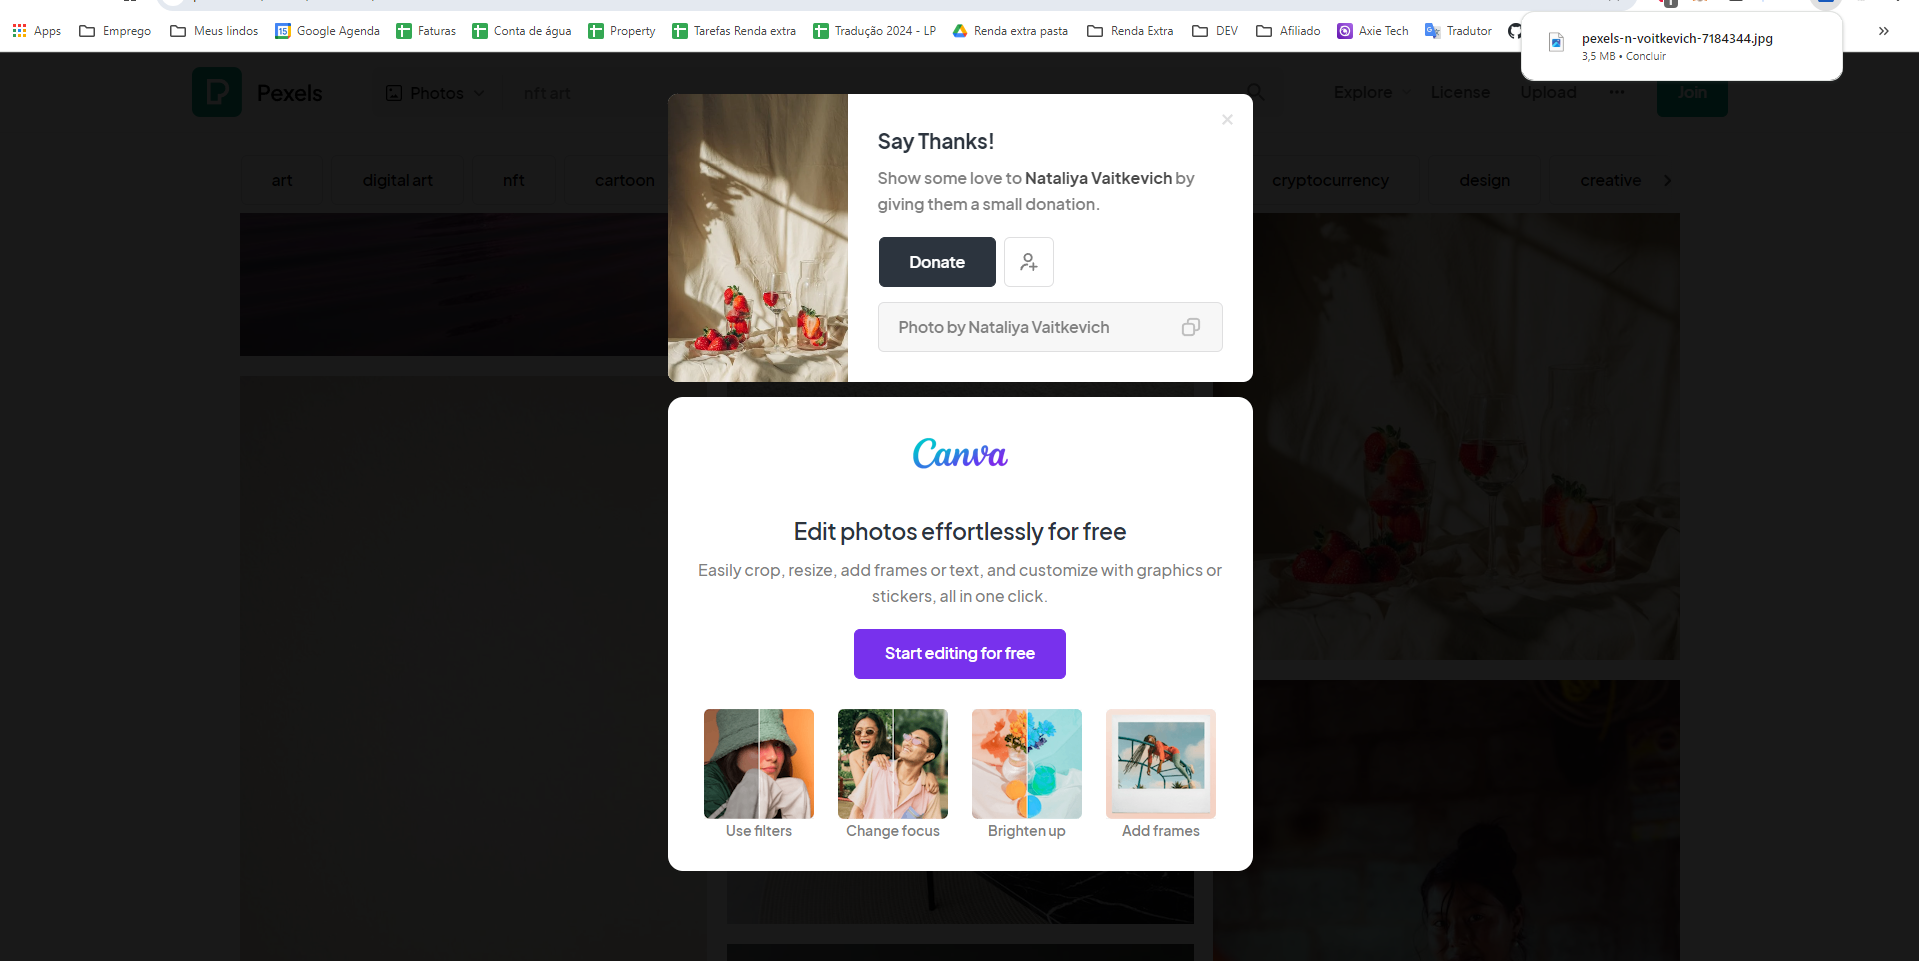 Apps
Emprego
Meus lindos
Google Agenda
Faturas
Conta de água
Property
Tarefas Renda extra
Tradução 2024 - LP
Renda extra pasta
Renda Extra
DEV
Afiliado
Axie Tech
Tradutor
pexels-n-voitkevich-7184344.jpg
3,5 MB • Concluir
Pexels
Photos
nft art
Explore
License
Upload
Join
art
digital art
nft
cartoon
cryptocurrency
design
creative
Say Thanks!
Show some love to Nataliya Vaitkevich by
giving them a small donation.
Donate
Photo by Nataliya Vaitkevich
Canva
Edit photos effortlessly for free
Easily crop, resize, add frames or text, and customize with graphics or
stickers, all in one click.
Start editing for free
Use filters
Change focus
Brighten up
Add frames